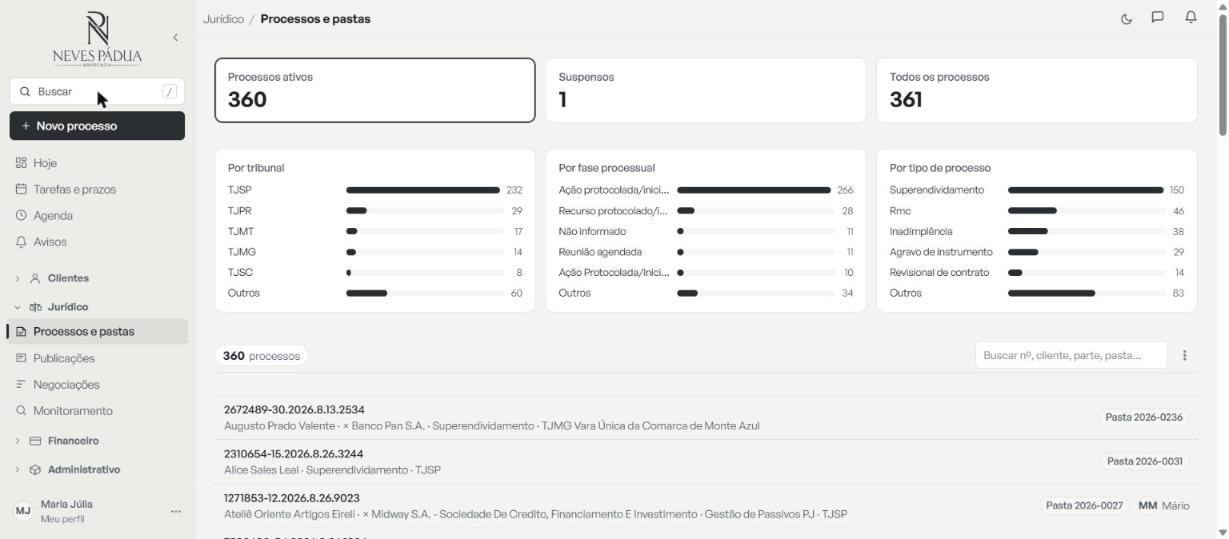 NEVES PÁDUA
ADVOCACIA
Buscar /
+ Novo processo
Hoje
Tarefas e prazos
Agenda
Avisos
Clientes
Jurídico
Processos e pastas
Publicações
Negociações
Monitoramento
Financeiro
Administrativo
MJ Maria Júlia ...
Meu perfil
Jurídico / Processos e pastas
Processos ativos
360
Suspensos
1
Todos os processos
361
Por tribunal
TJSP 232
TJPR 29
TJMT 17
TJMG 14
TJSC 8
Outros 60
Por fase processual
Ação protocolada/inici... 266
Recurso protocolado/i... 28
Não informado 11
Reunião agendada 11
Ação Protocolada/Inici... 10
Outros 34
Por tipo de processo
Superendividamento 150
Rmc 46
Inadimplência 38
Agravo de instrumento 29
Revisional de contrato 14
Outros 83
360 processos
Buscar nº, cliente, parte, pasta...
2672489-30.2026.8.13.2534
Augusto Prado Valente · × Banco Pan S.A. · Superendividamento · TJMG Vara Única da Comarca de Monte Azul
Pasta 2026-0236
2310654-15.2026.8.26.3244
Alice Sales Leal · Superendividamento · TJSP
Pasta 2026-0031
1271853-12.2026.8.26.9023
Ateliê Oriente Artigos Eireli · × Midway S.A. - Sociedade De Credito, Financiamento E Investimento · Gestão de Passivos PJ · TJSP
Pasta 2026-0027 MM Mário